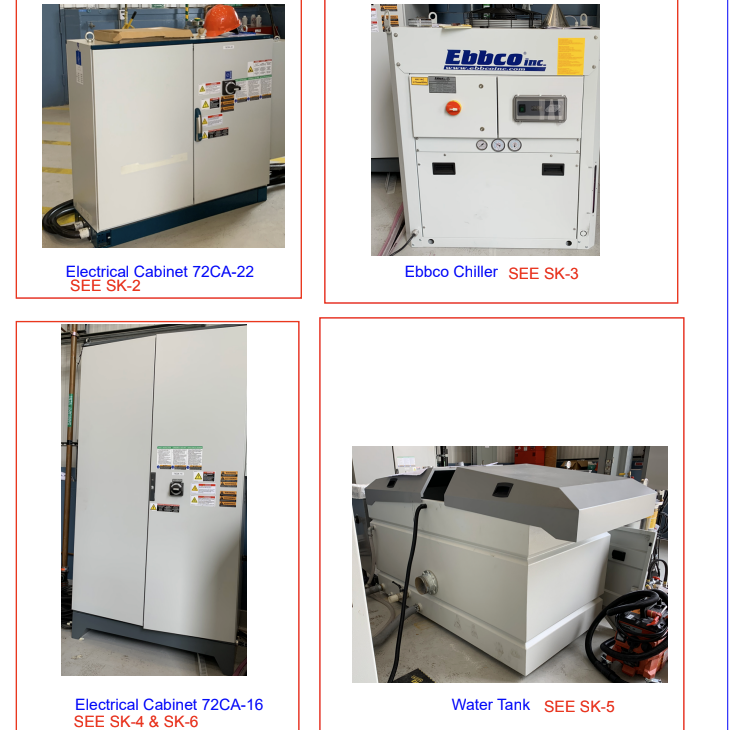 Ebbco inc.
www.ebbcoinc.com
Electrical Cabinet 72CA-22
SEE SK-2
Ebbco Chiller SEE SK-3
Electrical Cabinet 72CA-16
SEE SK-4 & SK-6
Water Tank SEE SK-5